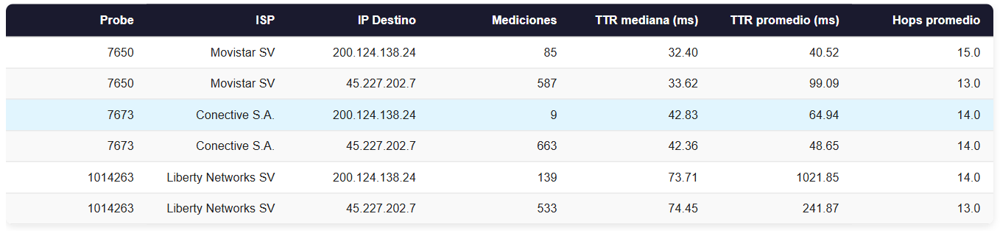 Probe ISP IP Destino Mediciones TTR mediana (ms) TTR promedio (ms) Hops promedio
7650 Movistar SV 200.124.138.24 85 32.40 40.52 15.0
7650 Movistar SV 45.227.202.7 587 33.62 99.09 13.0
7673 Conective S.A. 200.124.138.24 9 42.83 64.94 14.0
7673 Conective S.A. 45.227.202.7 663 42.36 48.65 14.0
1014263 Liberty Networks SV 200.124.138.24 139 73.71 1021.85 14.0
1014263 Liberty Networks SV 45.227.202.7 533 74.45 241.87 13.0